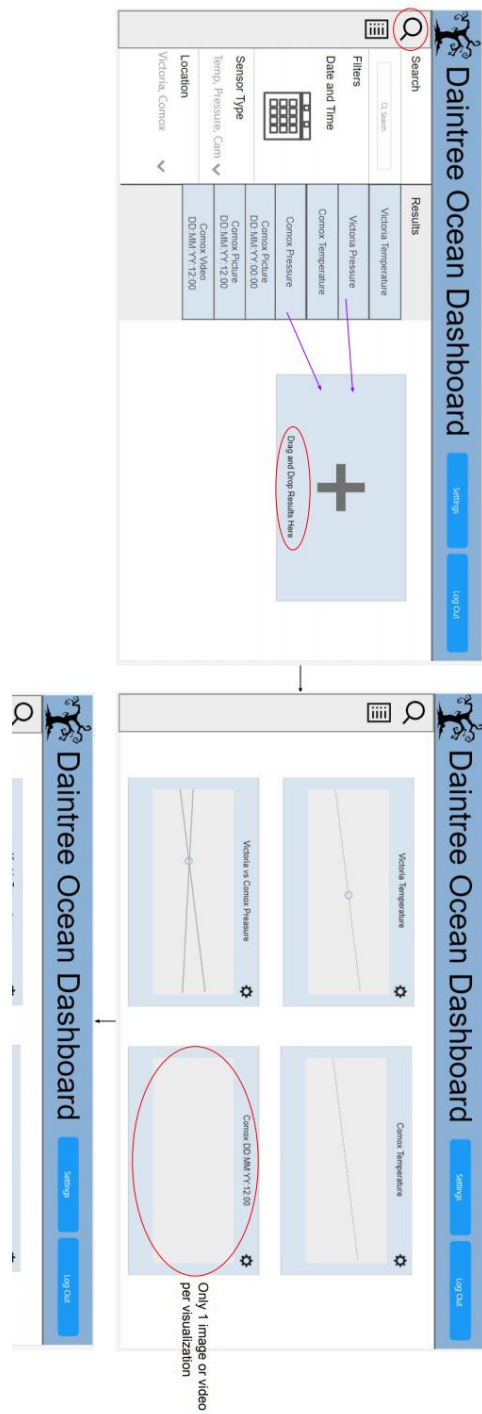 Daintree Ocean Dashboard
Settings
Log Out
Search
Search
Filters
Date and Time
Sensor Type
Temp, Pressure, Cam
Location
Victoria, Comox
Results
Victoria Temperature
Victoria Pressure
Comox Temperature
Comox Pressure
Comox Picture
DD:MM:YY:00:00
Comox Picture
DD:MM:YY:12:00
Comox Video
DD:MM:YY:12:00
Drag and Drop Results Here
Daintree Ocean Dashboard
Settings
Log Out
Victoria Temperature
Comox Temperature
Victoria vs Comox Preasure
Comox DD:MM:YY:12:00
Only 1 image or video
per visualization
Daintree Ocean Dashboard
Settings
Log Out